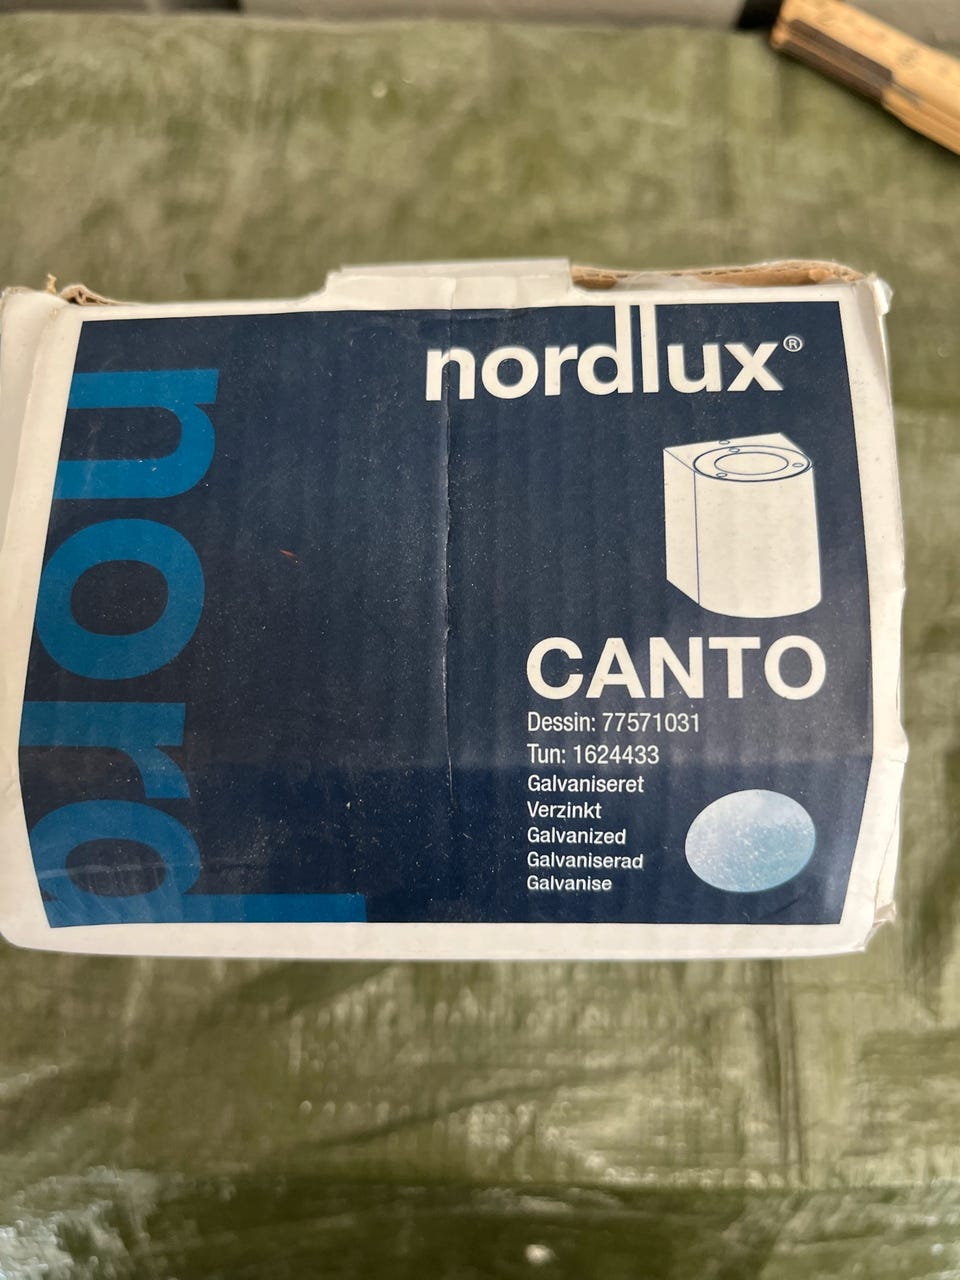 nord
nordlux®
CANTO
Dessin: 77571031
Tun: 1624433
Galvaniseret
Verzinkt
Galvanized
Galvaniserad
Galvanise